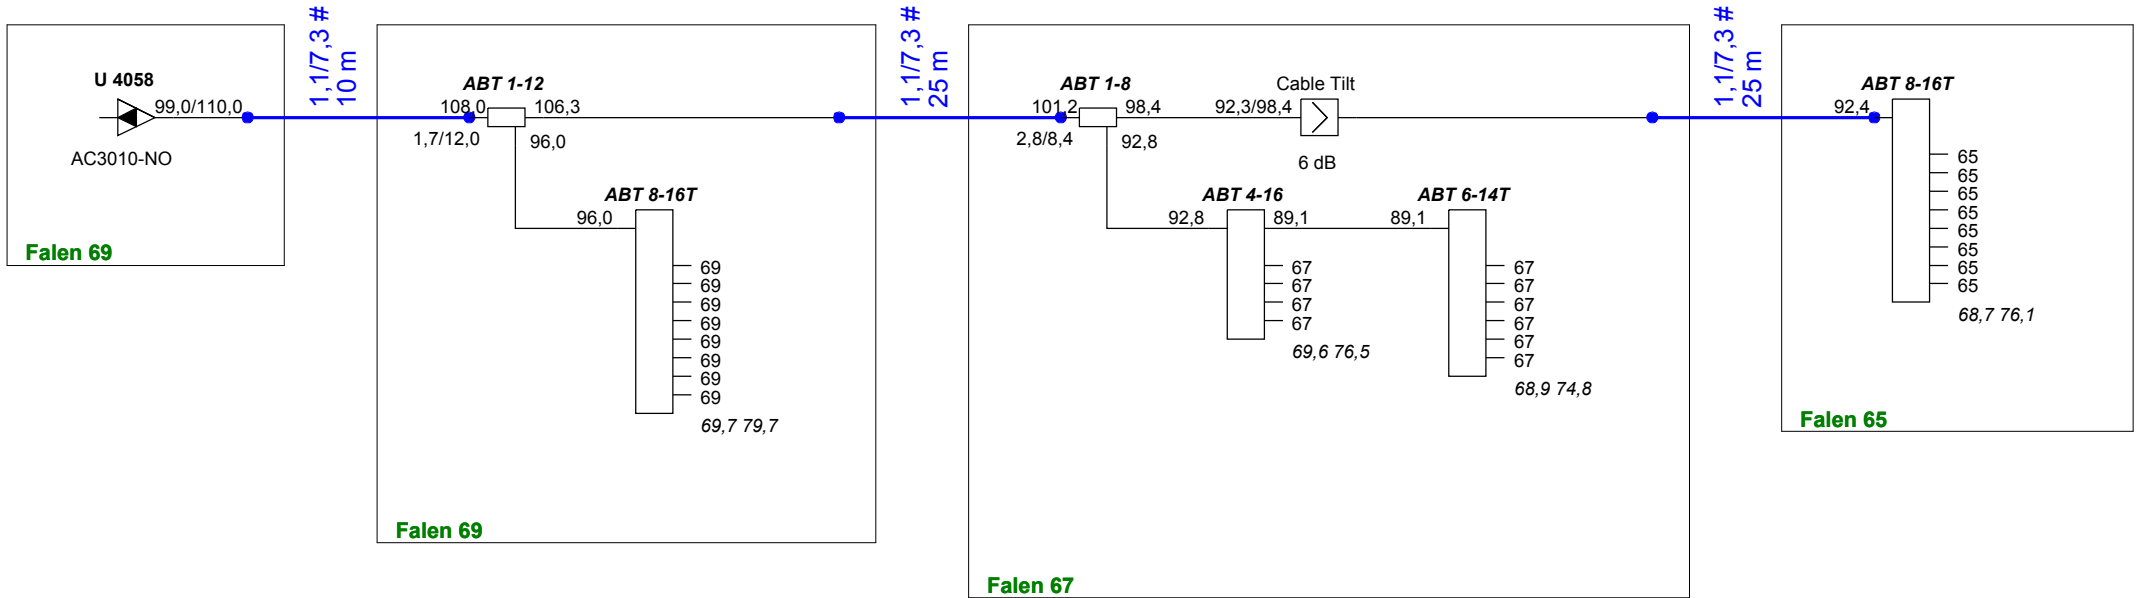 U 4058
99,0/110,0
AC3010-NO
Falen 69
1,1/7,3 #
10 m
ABT 1-12
108,0
106,3
1,7/12,0
96,0
ABT 8-16T
96,0
69
69
69
69
69
69
69
69
69,7 79,7
Falen 69
1,1/7,3 #
25 m
ABT 1-8
101,2
98,4
2,8/8,4
92,8
Cable Tilt
92,3/98,4
6 dB
ABT 4-16
92,8
89,1
67
67
67
67
69,6 76,5
ABT 6-14T
89,1
67
67
67
67
67
67
68,9 74,8
Falen 67
1,1/7,3 #
25 m
ABT 8-16T
92,4
65
65
65
65
65
65
65
65
68,7 76,1
Falen 65